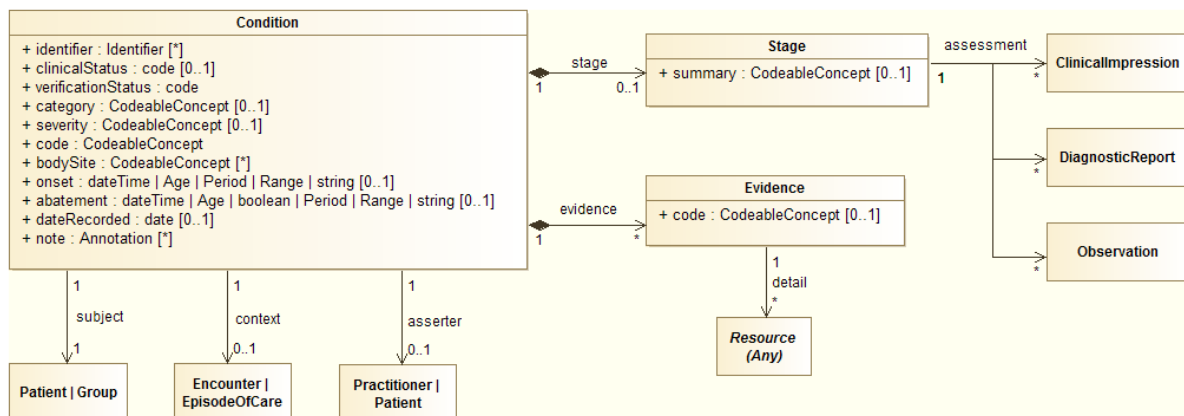 Condition
+ identifier : Identifier [*]
+ clinicalStatus : code [0..1]
+ verificationStatus : code
+ category : CodeableConcept [0..1]
+ severity : CodeableConcept [0..1]
+ code : CodeableConcept
+ bodySite : CodeableConcept [*]
+ onset : dateTime | Age | Period | Range | string [0..1]
+ abatement : dateTime | Age | boolean | Period | Range | string [0..1]
+ dateRecorded : date [0..1]
+ note : Annotation [*]
stage
1
0..1
Stage
+ summary : CodeableConcept [0..1]
assessment
1
*
ClinicalImpression
*
DiagnosticReport
*
Observation
evidence
1
*
Evidence
+ code : CodeableConcept [0..1]
1
detail
*
Resource
(Any)
1
subject
1
Patient | Group
1
context
0..1
Encounter |
EpisodeOfCare
1
asserter
0..1
Practitioner |
Patient